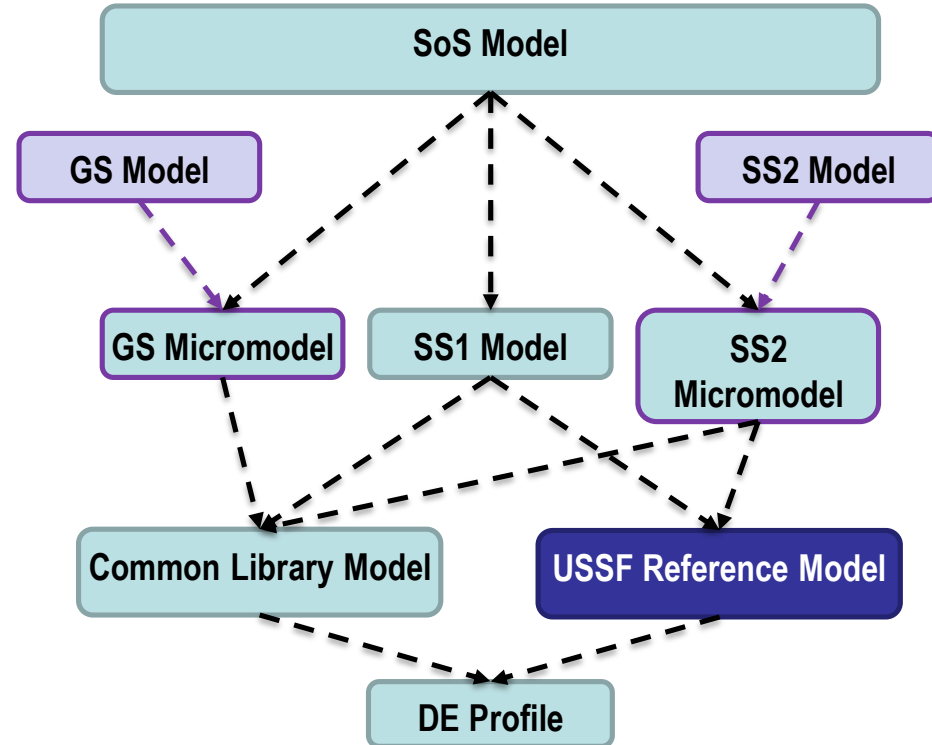 SoS Model
GS Model
SS2 Model
GS Micromodel
SS1 Model
SS2
Micromodel
Common Library Model
USSF Reference Model
DE Profile